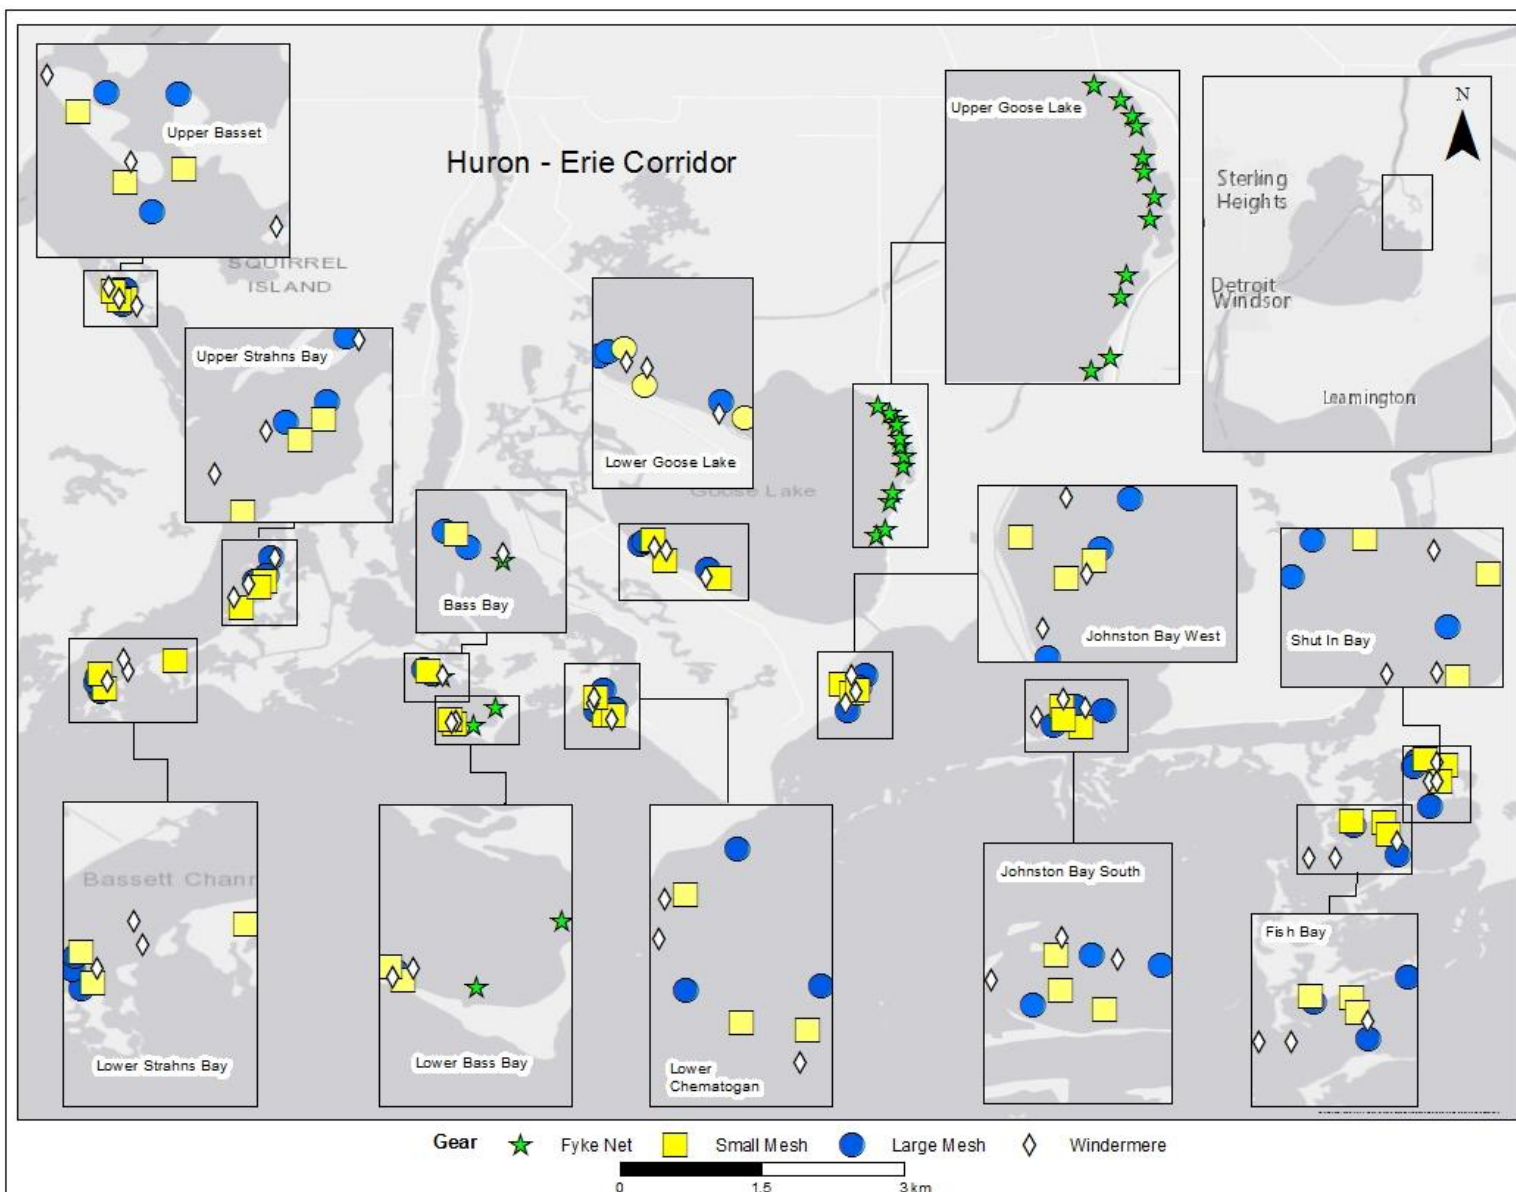 Upper Basset
Huron - Erie Corridor
Upper Goose Lake
N
Sterling
Heights
SQUIRREL
ISLAND
Detroit
Windsor
Upper Strahns Bay
Leamington
Lower Goose Lake
Goose Lake
Bass Bay
Johnston Bay West
Shut In Bay
Bassett Chann
Johnston Bay South
Fish Bay
Lower Strahns Bay
Lower Bass Bay
Lower
Chematogan
Gear Fyke Net Small Mesh Large Mesh Windermere
0 1.5 3 km